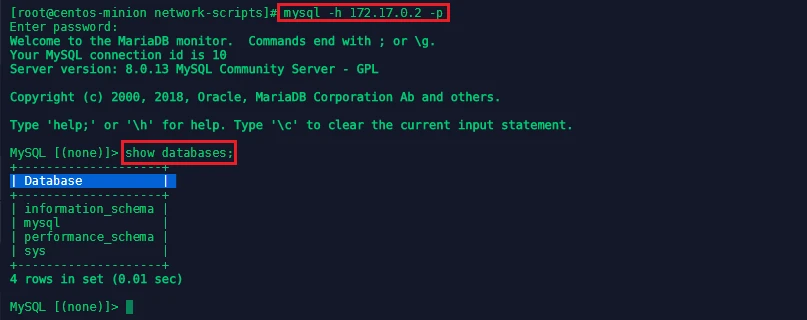 [root@centos-minion network-scripts]# mysql -h 172.17.0.2 -p
Enter password:
Welcome to the MariaDB monitor.  Commands end with ; or \g.
Your MySQL connection id is 10
Server version: 8.0.13 MySQL Community Server - GPL

Copyright (c) 2000, 2018, Oracle, MariaDB Corporation Ab and others.

Type 'help;' or '\h' for help. Type '\c' to clear the current input statement.

MySQL [(none)]> show databases;
+--------------------+
| Database           |
+--------------------+
| information_schema |
| mysql              |
| performance_schema |
| sys                |
+--------------------+
4 rows in set (0.01 sec)

MySQL [(none)]>